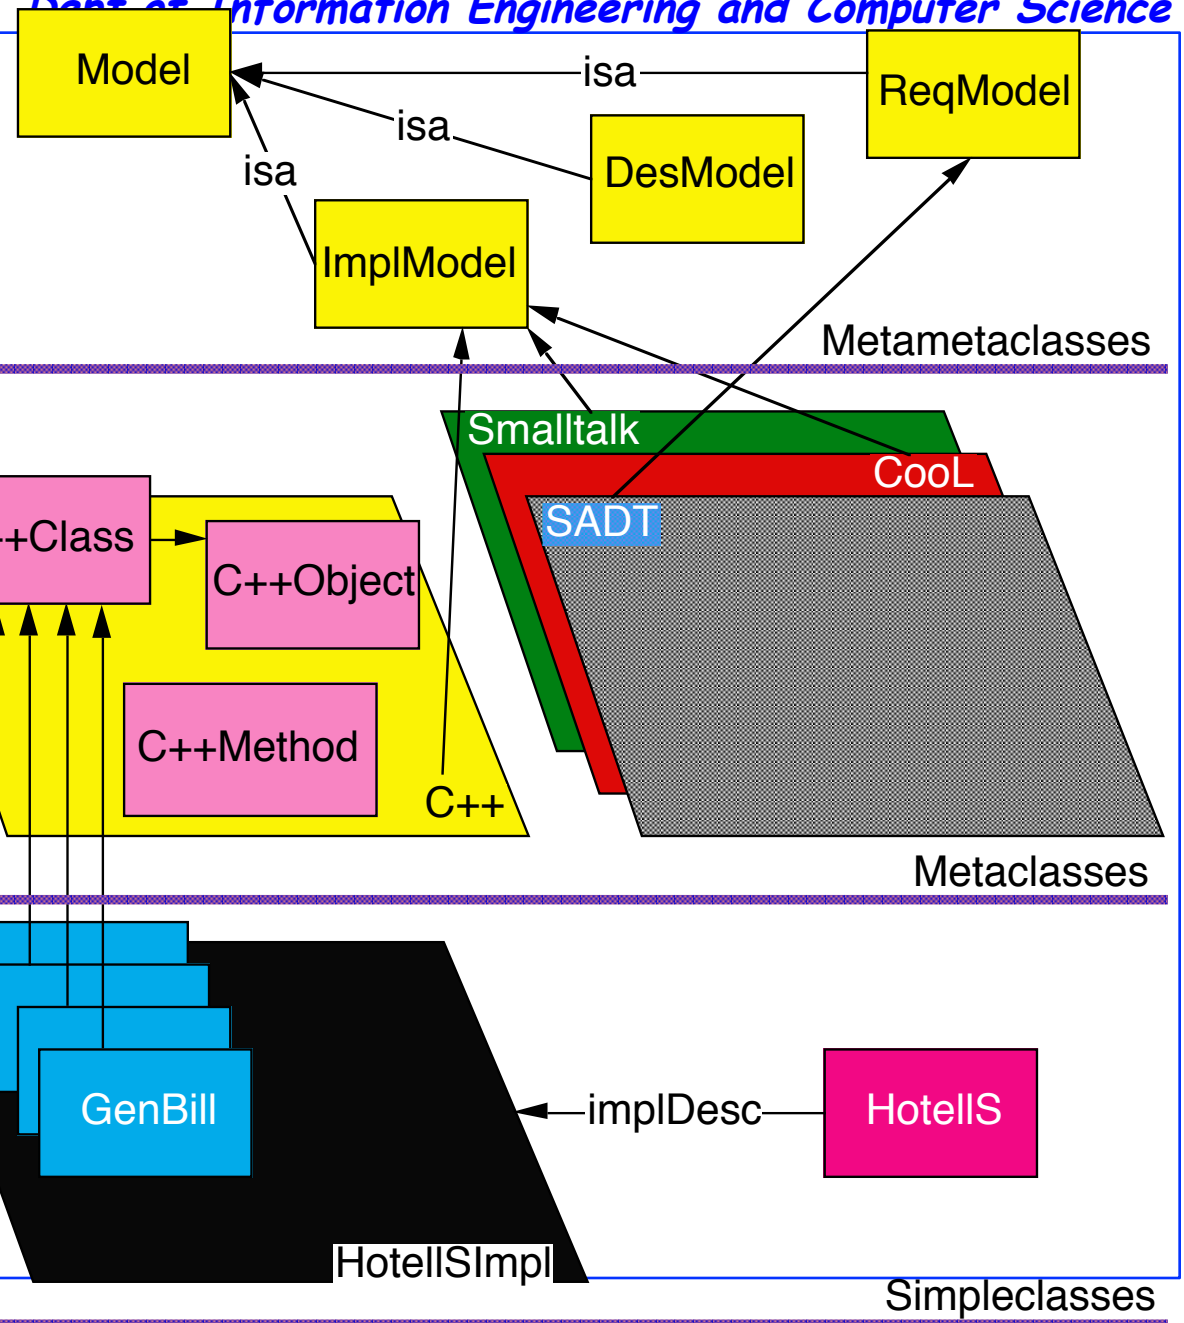 Dept of Information Engineering and Computer Science
Model
isa
ReqModel
isa
DesModel
isa
ImplModel
Metametaclasses
Smalltalk
CooL
SADT
++Class
C++Object
C++Method
C++
Metaclasses
GenBill
implDesc
HotelIS
HotelISImpl
Simpleclasses